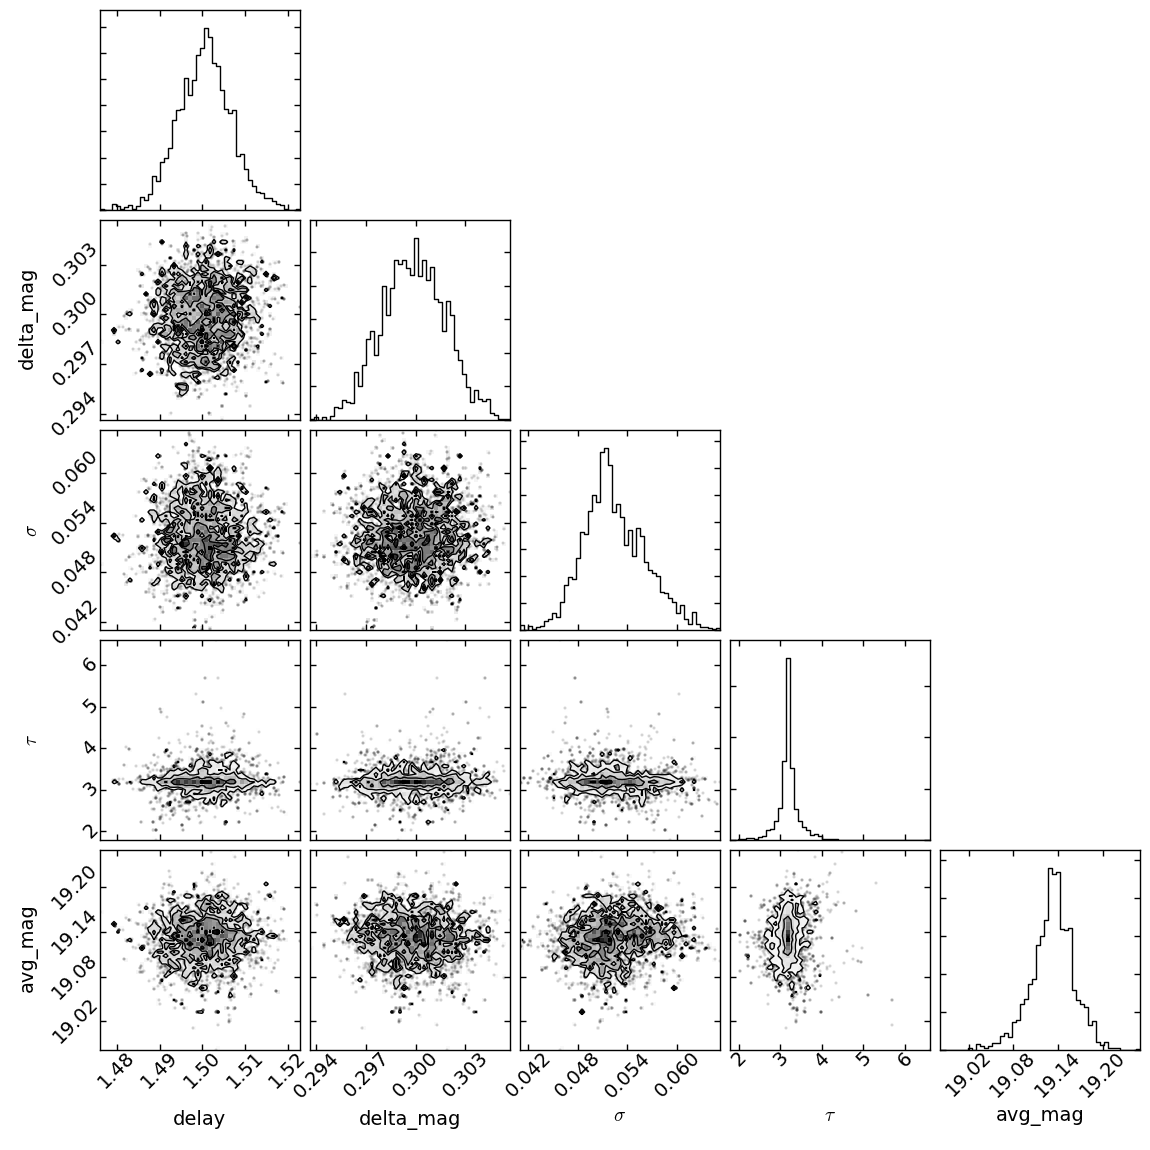 delta_mag
0.303
0.300
0.297
0.294
σ
0.060
0.054
0.048
0.042
τ
6
5
4
3
2
avg_mag
19.20
19.14
19.08
19.02
1.48 1.49 1.50 1.51 1.52
0.294 0.297 0.300 0.303
0.042 0.048 0.054 0.060
2 3 4 5 6
19.02 19.08 19.14 19.20
delay delta_mag σ τ avg_mag